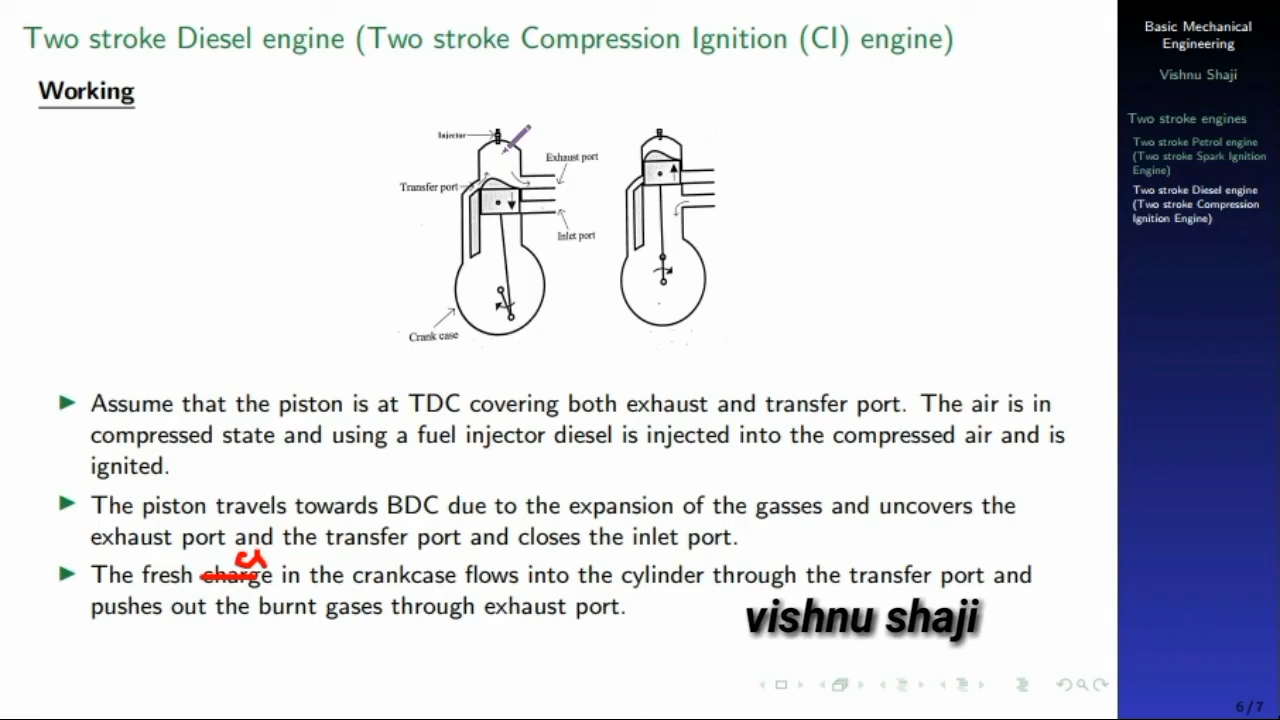 Two stroke Diesel engine (Two stroke Compression Ignition (CI) engine)
Working
Injector
Exhaust port
Transfer port
Inlet port
Crank case
Assume that the piston is at TDC covering both exhaust and transfer port. The air is in
compressed state and using a fuel injector diesel is injected into the compressed air and is
ignited.
The piston travels towards BDC due to the expansion of the gasses and uncovers the
exhaust port and the transfer port and closes the inlet port.
The fresh charge in the crankcase flows into the cylinder through the transfer port and
pushes out the burnt gases through exhaust port.
vishnu shaji
Basic Mechanical
Engineering
Vishnu Shaji
Two stroke engines
Two stroke Petrol engine
(Two stroke Spark Ignition
Engine)
Two stroke Diesel engine
(Two stroke Compression
Ignition Engine)
6/7